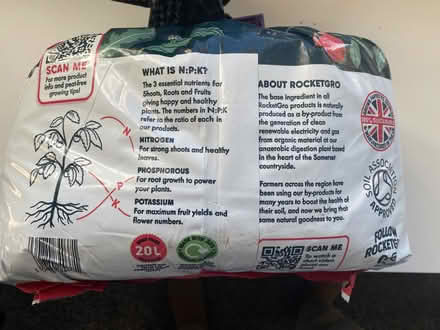 SCAN ME
For more product
info and peat-free
growing tips!
WHAT IS N:P:K?
The 3 essential nutrients for
Shoots, Roots and Fruits
giving happy and healthy
plants. The numbers in N:P:K
refer to the ratio of each in
our products.
NITROGEN
For strong shoots and healthy
leaves.
PHOSPHOROUS
For root growth to power
your plants.
POTASSIUM
For maximum fruit yields and
flower numbers.
N
P
K
20L
ABOUT ROCKETGRO
The base ingredient in all
RocketGro products is naturally
produced as a by-product from
the generation of clean
renewable electricity and gas
from organic material at our
anaerobic digestion plant based
in the heart of the Somerset
countryside.
Farmers across the region have
been using our by-products for
many years to boost the health of
their soil, and now we bring that
same natural goodness to you.
SCAN ME
To watch
a short
video
SOIL ASSOCIATION
APPROVED
FOLLOW
ROCKETGRO